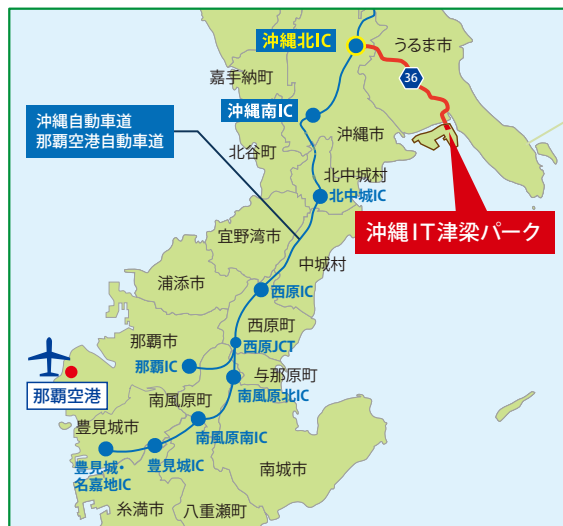 沖縄北IC
うるま市
36
嘉手納町
沖縄南IC
沖縄自動車道
那覇空港自動車道
沖縄市
北谷町
北中城村
北中城IC
沖縄IT津梁パーク
宜野湾市
中城村
浦添市
西原IC
西原町
那覇市
西原JCT
那覇IC
与那原町
那覇空港
南風原北IC
南風原町
豊見城市
南風原南IC
豊見城・
名嘉地IC
豊見城IC
南城市
糸満市
八重瀬町